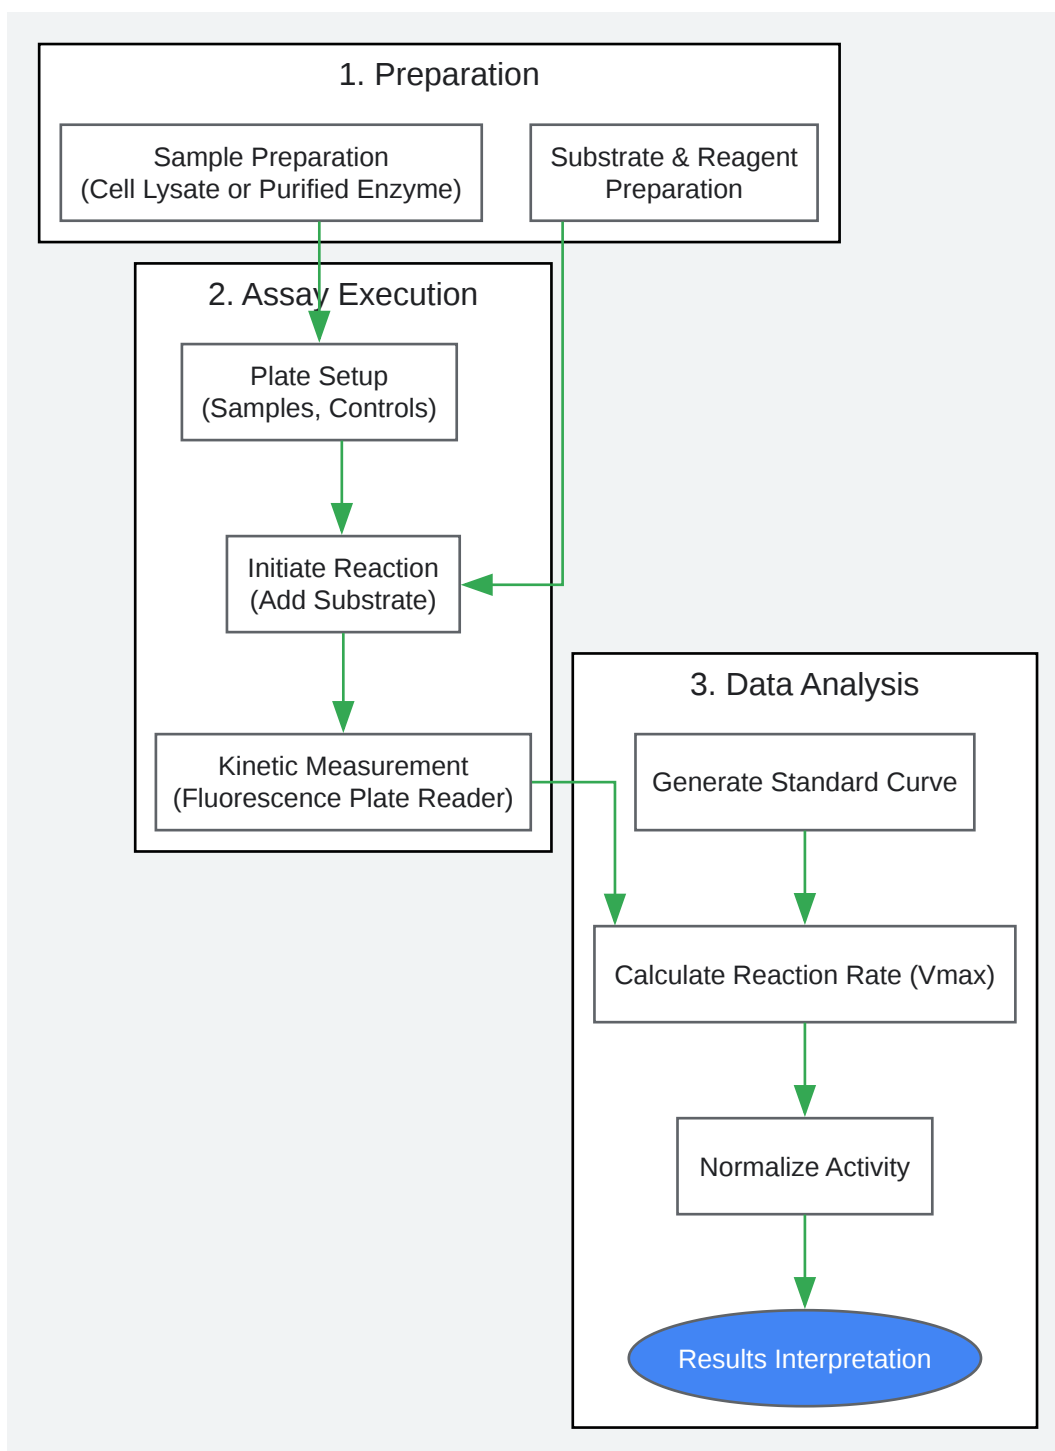 1. Preparation
Sample Preparation
(Cell Lysate or Purified Enzyme)
Substrate & Reagent
Preparation
2. Assay Execution
Plate Setup
(Samples, Controls)
Initiate Reaction
(Add Substrate)
Kinetic Measurement
(Fluorescence Plate Reader)
3. Data Analysis
Generate Standard Curve
Calculate Reaction Rate (Vmax)
Normalize Activity
Results Interpretation